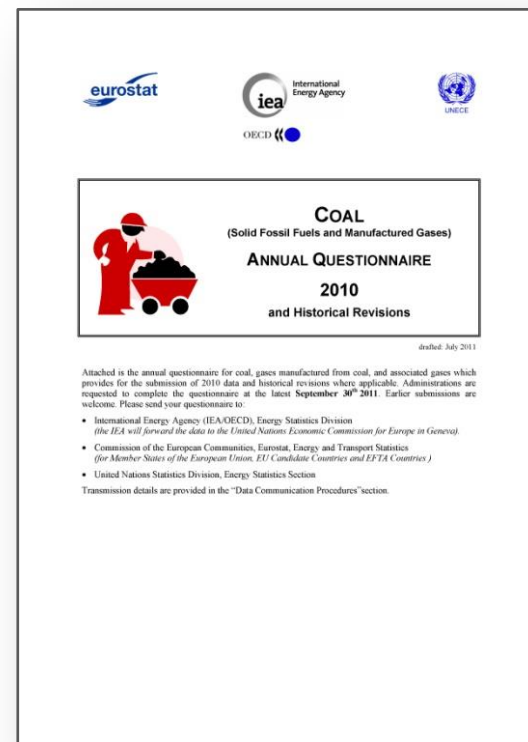 eurostat
iea
International
Energy Agency
OECD
UNECE
COAL
(Solid Fossil Fuels and Manufactured Gases)
ANNUAL QUESTIONNAIRE
2010
and Historical Revisions
drafted: July 2011
Attached is the annual questionnaire for coal, gases manufactured from coal, and associated gases which
provides for the submission of 2010 data and historical revisions where applicable. Administrations are
requested to complete the questionnaire at the latest September 30th 2011. Earlier submissions are
welcome. Please send your questionnaire to:
• International Energy Agency (IEA/OECD), Energy Statistics Division
(the IEA will forward the data to the United Nations Economic Commission for Europe in Geneva).
• Commission of the European Communities, Eurostat, Energy and Transport Statistics
(for Member States of the European Union, EU Candidate Countries and EFTA Countries )
• United Nations Statistics Division, Energy Statistics Section
Transmission details are provided in the “Data Communication Procedures”section.